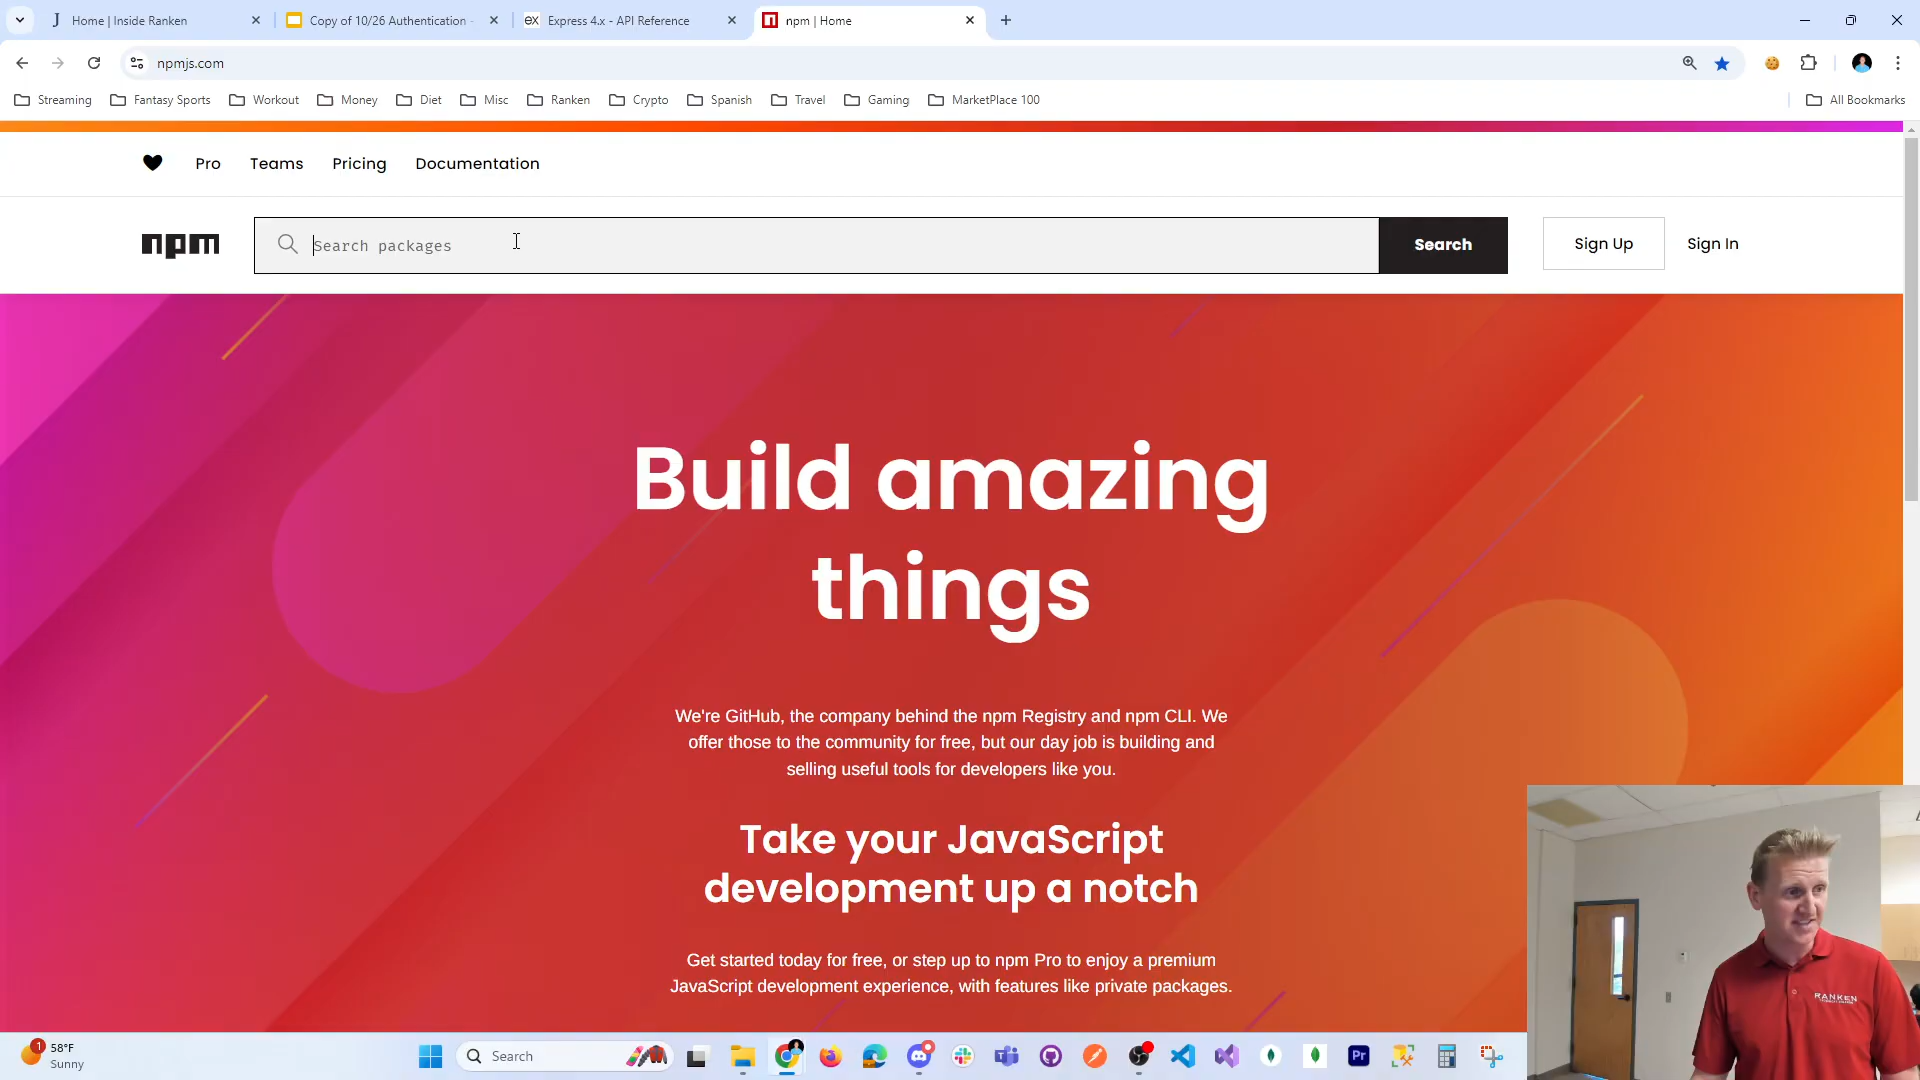 Home | Inside Ranken
Copy of 10/26 Authentication -
Express 4.x - API Reference
npm | Home
npmjs.com
Streaming
Fantasy Sports
Workout
Money
Diet
Misc
Ranken
Crypto
Spanish
Travel
Gaming
MarketPlace 100
All Bookmarks
Pro
Teams
Pricing
Documentation
npm
Search packages
Search
Sign Up
Sign In
Build amazing
things
We're GitHub, the company behind the npm Registry and npm CLI. We
offer those to the community for free, but our day job is building and
selling useful tools for developers like you.
Take your JavaScript
development up a notch
Get started today for free, or step up to npm Pro to enjoy a premium
JavaScript development experience, with features like private packages.
RANKEN
1
58°F
Sunny
Search
Pr